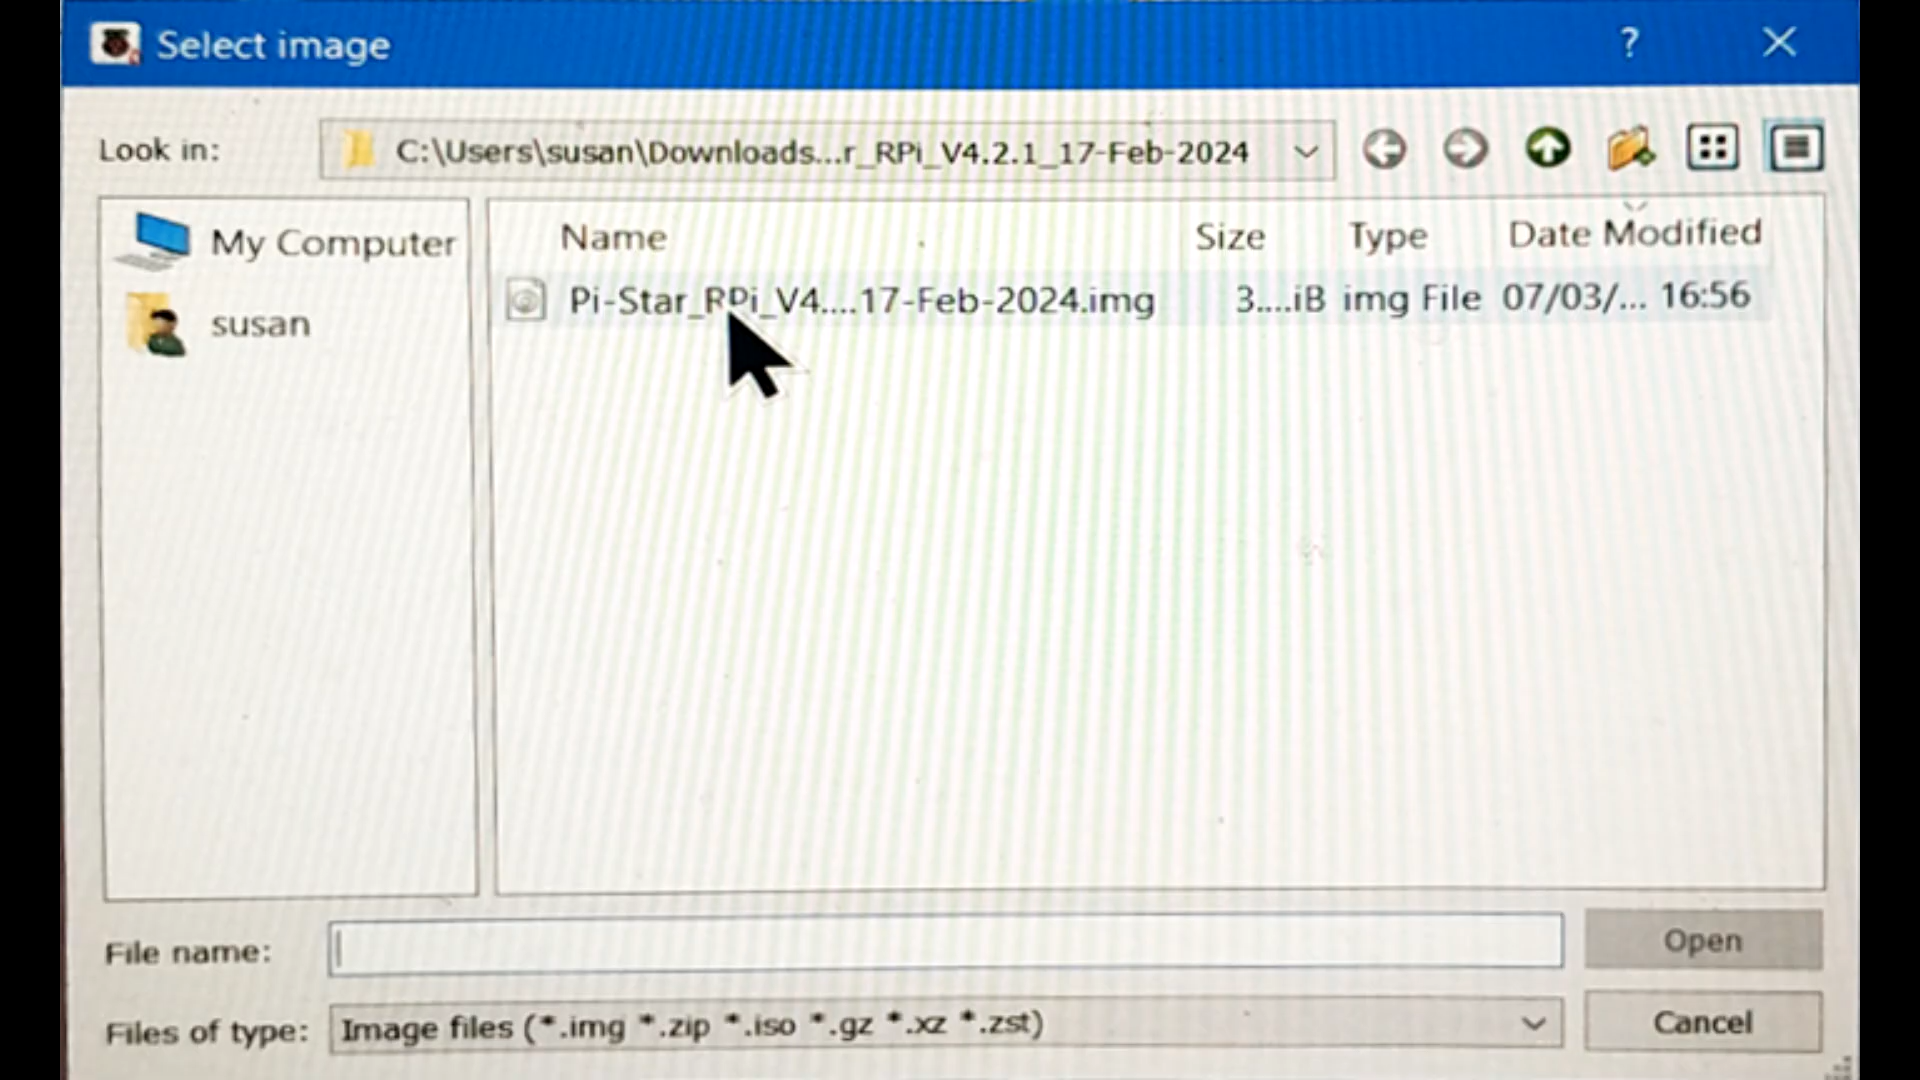 Select image
?
Look in:
C:\Users\susan\Downloads...r_RPi_V4.2.1_17-Feb-2024
My Computer
susan
Name Size Type Date Modified
Pi-Star_RPi_V4....17-Feb-2024.img 3....iB img File 07/03/... 16:56
File name:
Open
Files of type: Image files (*.img *.zip *.iso *.gz *.xz *.zst)
Cancel